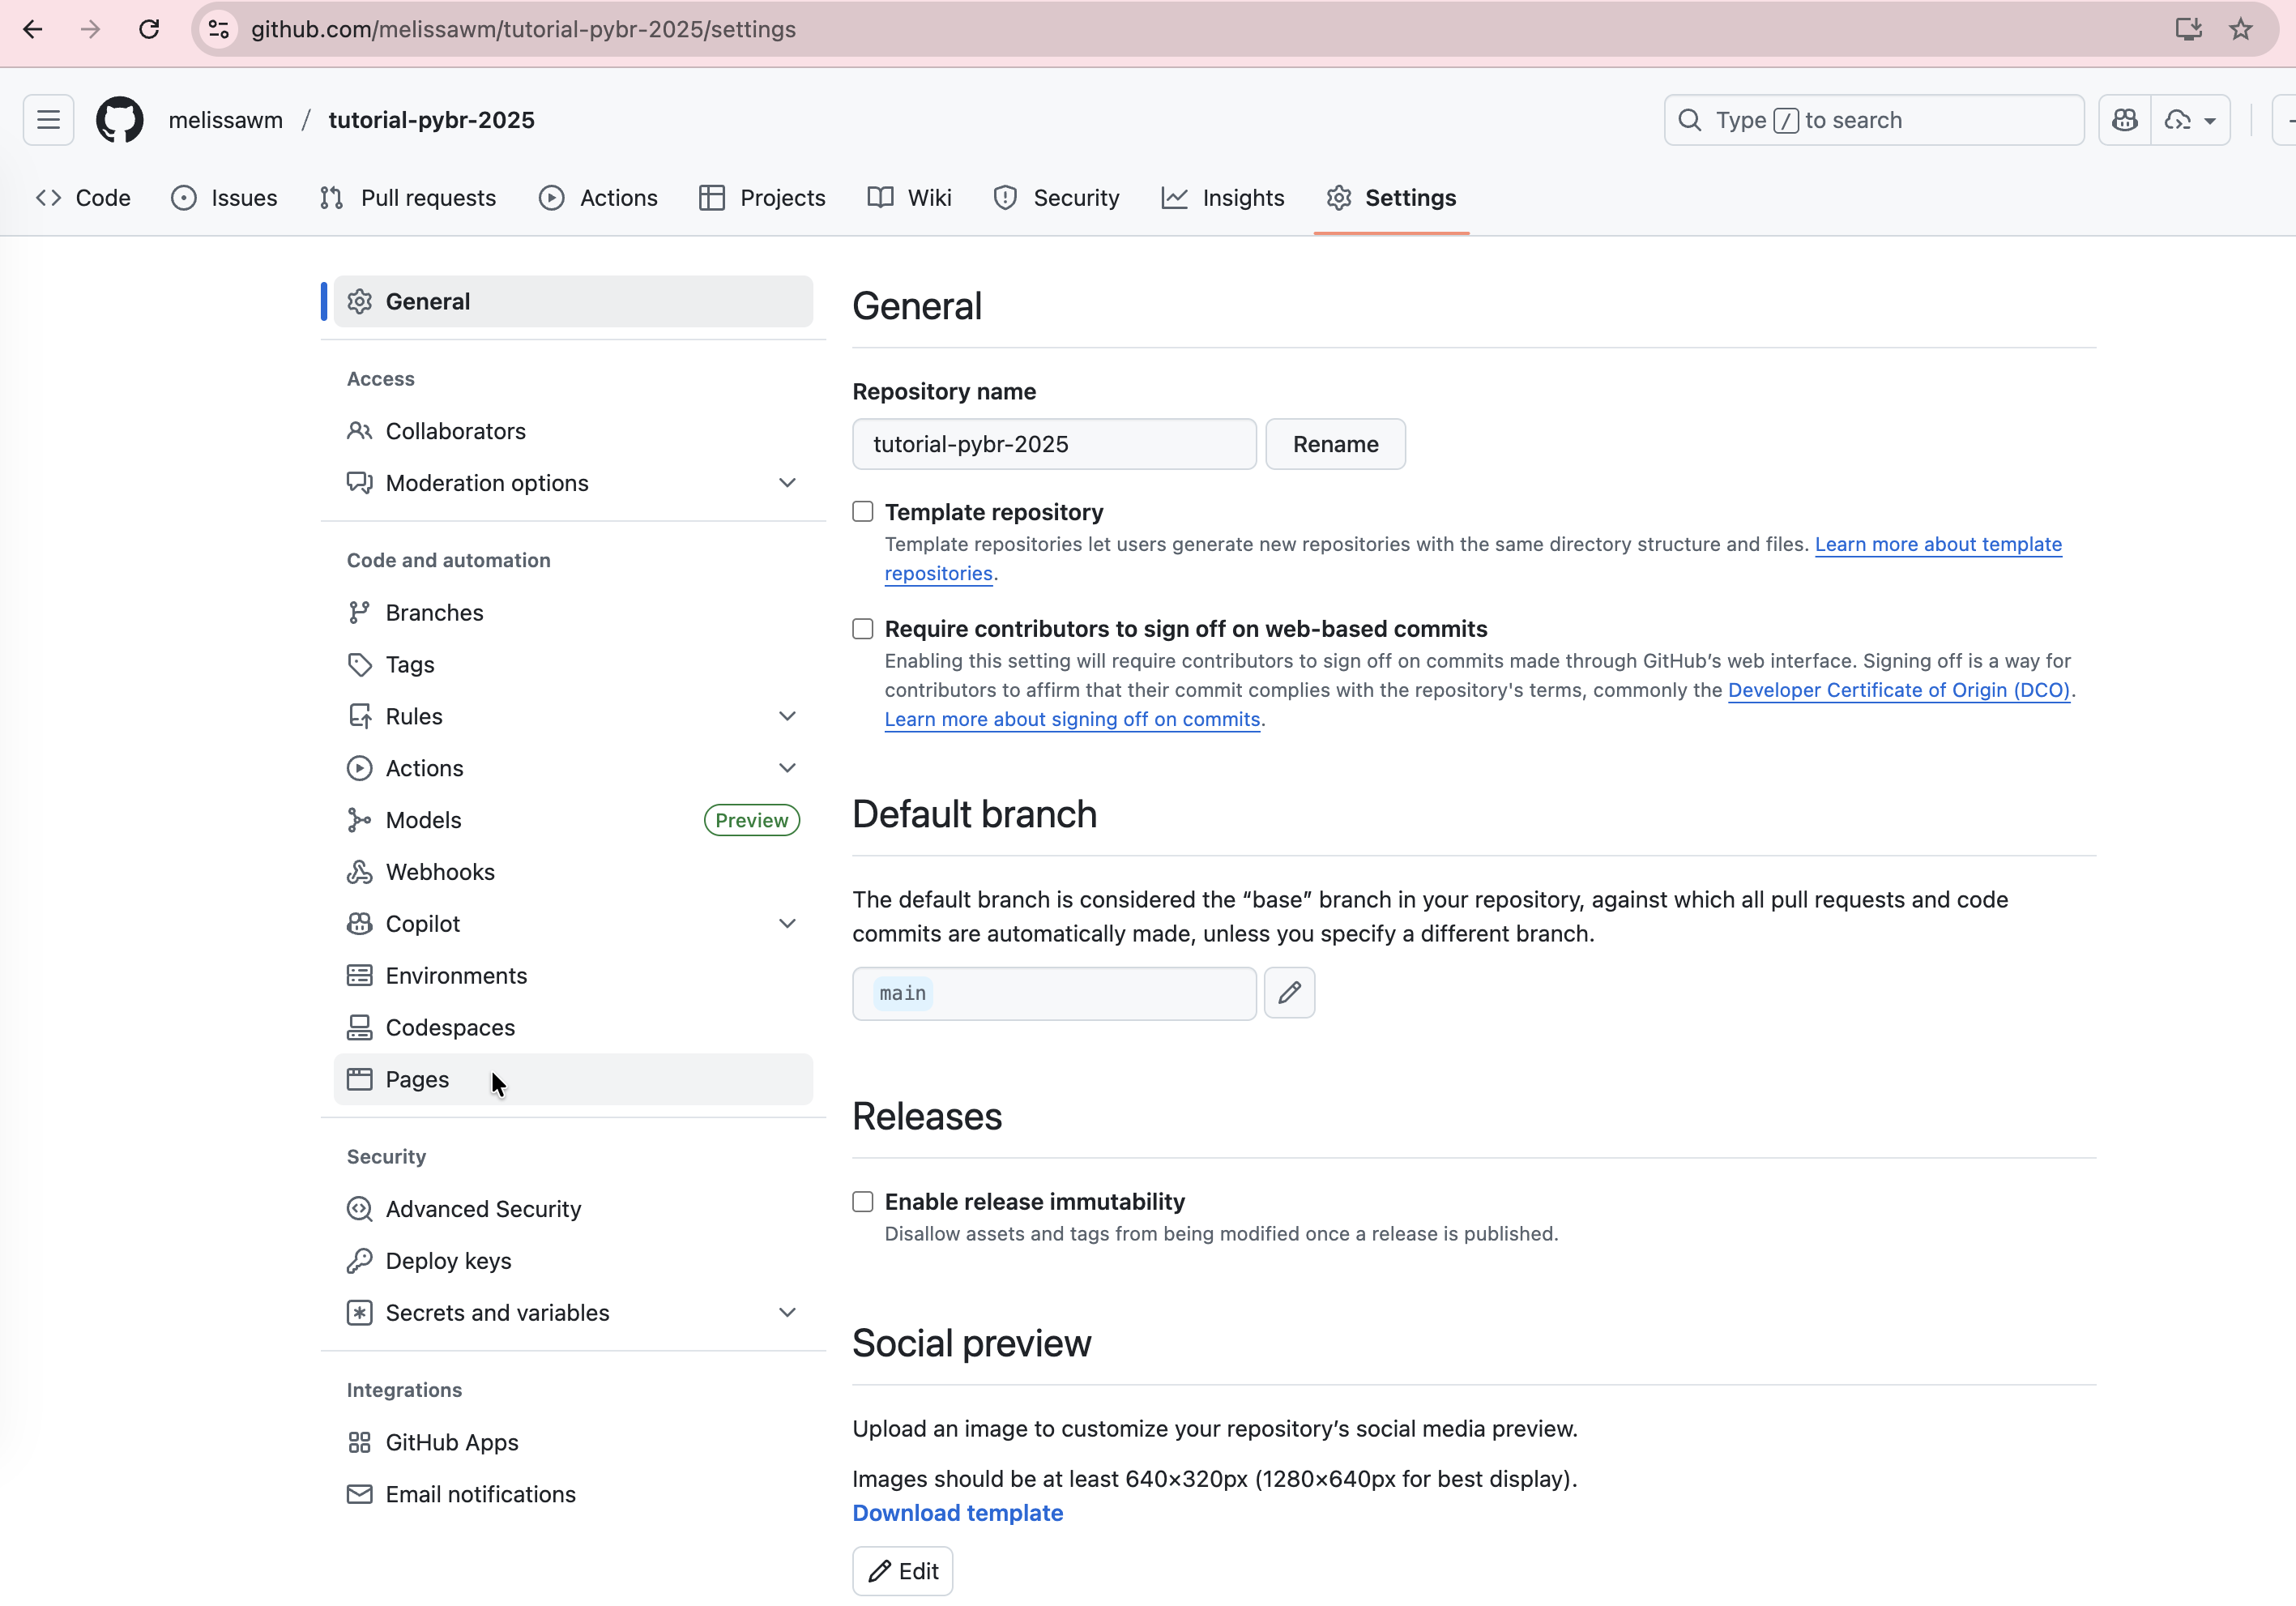 github.com/melissawm/tutorial-pybr-2025/settings
melissawm / tutorial-pybr-2025
Type / to search
Code Issues Pull requests Actions Projects Wiki Security Insights Settings
General
Access
Collaborators
Moderation options
Code and automation
Branches
Tags
Rules
Actions
Models Preview
Webhooks
Copilot
Environments
Codespaces
Pages
Security
Advanced Security
Deploy keys
Secrets and variables
Integrations
GitHub Apps
Email notifications
General
Repository name
tutorial-pybr-2025 Rename
Template repository
Template repositories let users generate new repositories with the same directory structure and files. Learn more about template
repositories.
Require contributors to sign off on web-based commits
Enabling this setting will require contributors to sign off on commits made through GitHub’s web interface. Signing off is a way for
contributors to affirm that their commit complies with the repository's terms, commonly the Developer Certificate of Origin (DCO).
Learn more about signing off on commits.
Default branch
The default branch is considered the “base” branch in your repository, against which all pull requests and code
commits are automatically made, unless you specify a different branch.
main
Releases
Enable release immutability
Disallow assets and tags from being modified once a release is published.
Social preview
Upload an image to customize your repository’s social media preview.
Images should be at least 640×320px (1280×640px for best display).
Download template
Edit